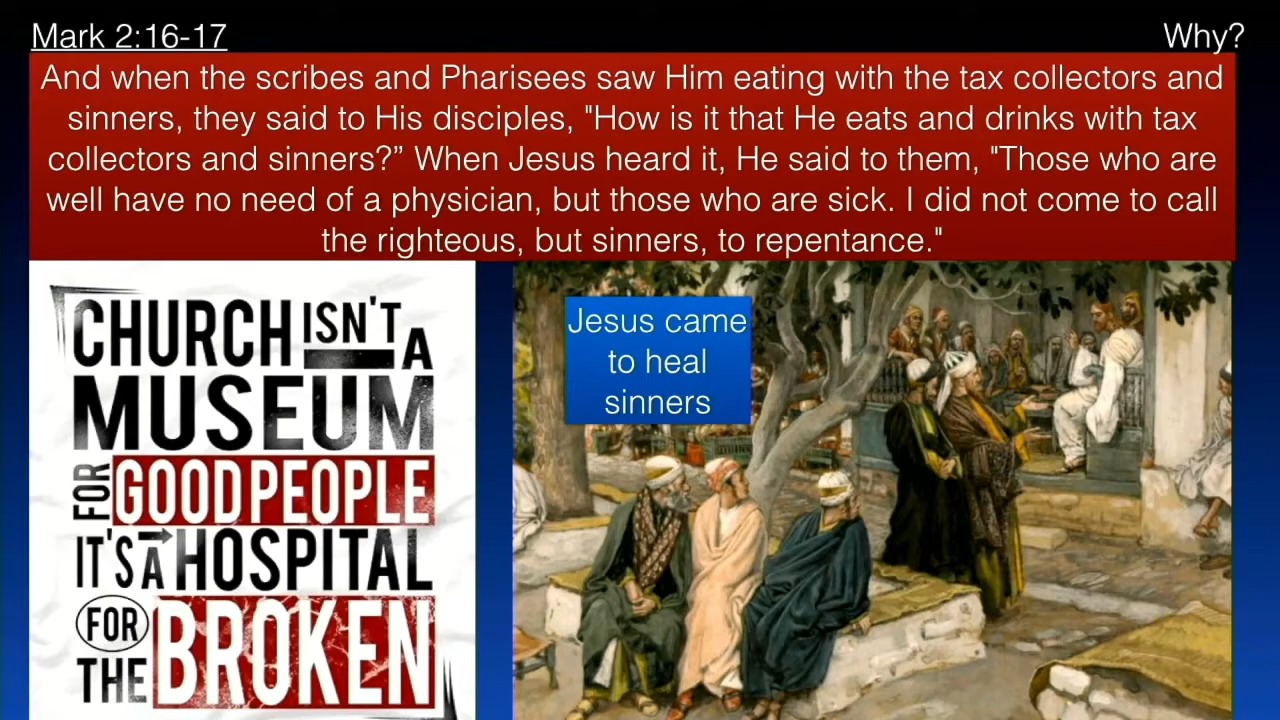 Mark 2:16-17
Why?
And when the scribes and Pharisees saw Him eating with the tax collectors and
sinners, they said to His disciples, "How is it that He eats and drinks with tax
collectors and sinners?” When Jesus heard it, He said to them, "Those who are
well have no need of a physician, but those who are sick. I did not come to call
the righteous, but sinners, to repentance."
CHURCH ISN'T A
MUSEUM
FOR GOOD PEOPLE
IT'S A HOSPITAL
FOR THE BROKEN
Jesus came
to heal
sinners